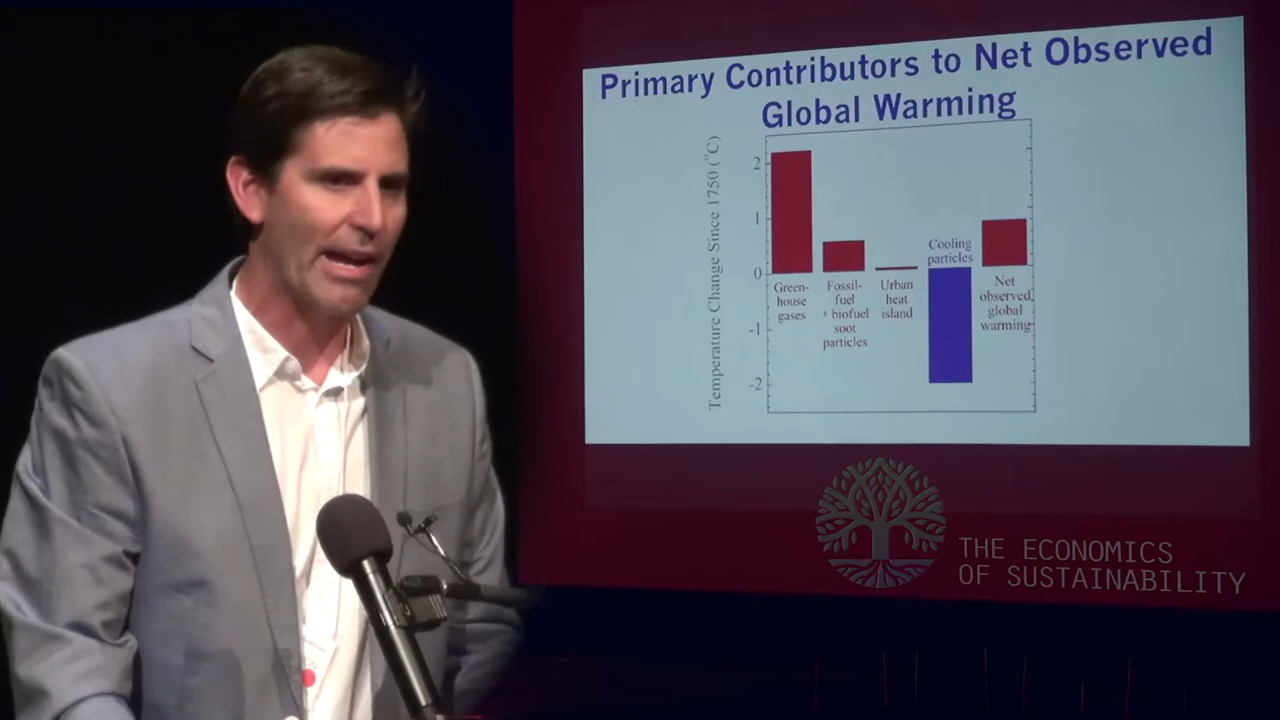 Primary Contributors to Net Observed
Global Warming
Temperature Change Since 1750 (°C)
2
1
0
-1
-2
Green-
house
gases
Fossil-
fuel
+ biofuel
soot
particles
Urban
heat
island
Cooling
particles
Net
observed
global
warming
THE ECONOMICS
OF SUSTAINABILITY